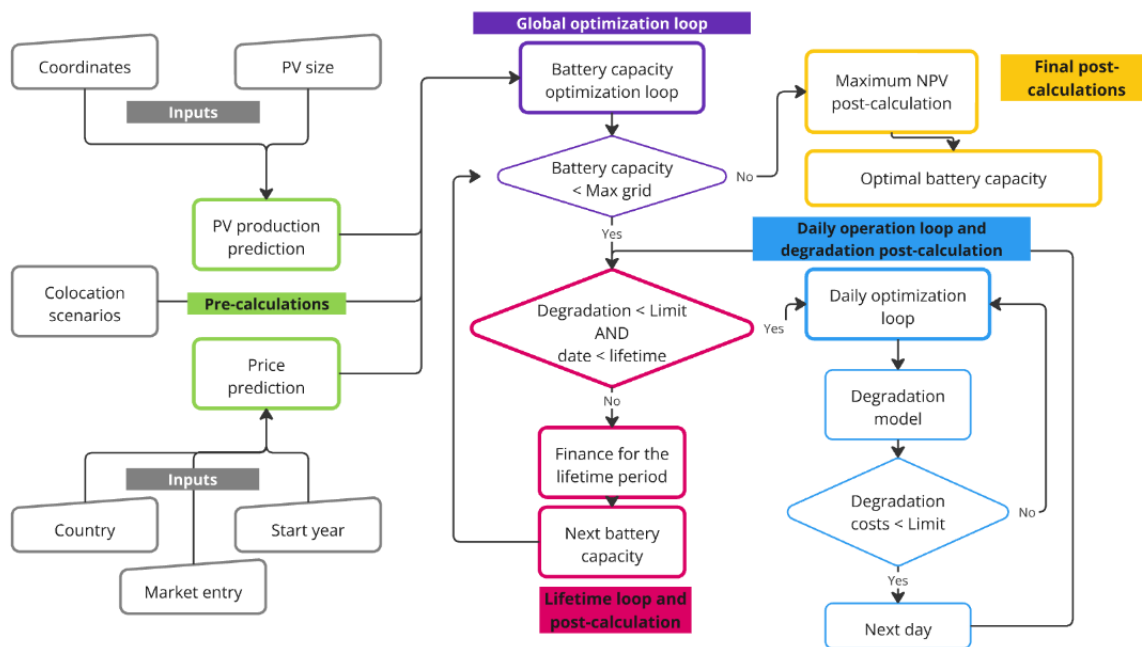 Global optimization loop
Coordinates
PV size
Inputs
Battery capacity
optimization loop
Maximum NPV
post-calculation
Final post-
calculations
Battery capacity
< Max grid
No
Optimal battery capacity
Yes
PV production
prediction
Daily operation loop and
degradation post-calculation
Colocation
scenarios
Pre-calculations
Degradation < Limit
AND
date < lifetime
Yes
Daily optimization
loop
Price
prediction
No
Degradation
model
Inputs
Finance for the
lifetime period
Country
Start year
Market entry
Next battery
capacity
Degradation
costs < Limit
No
Yes
Lifetime loop and
post-calculation
Next day